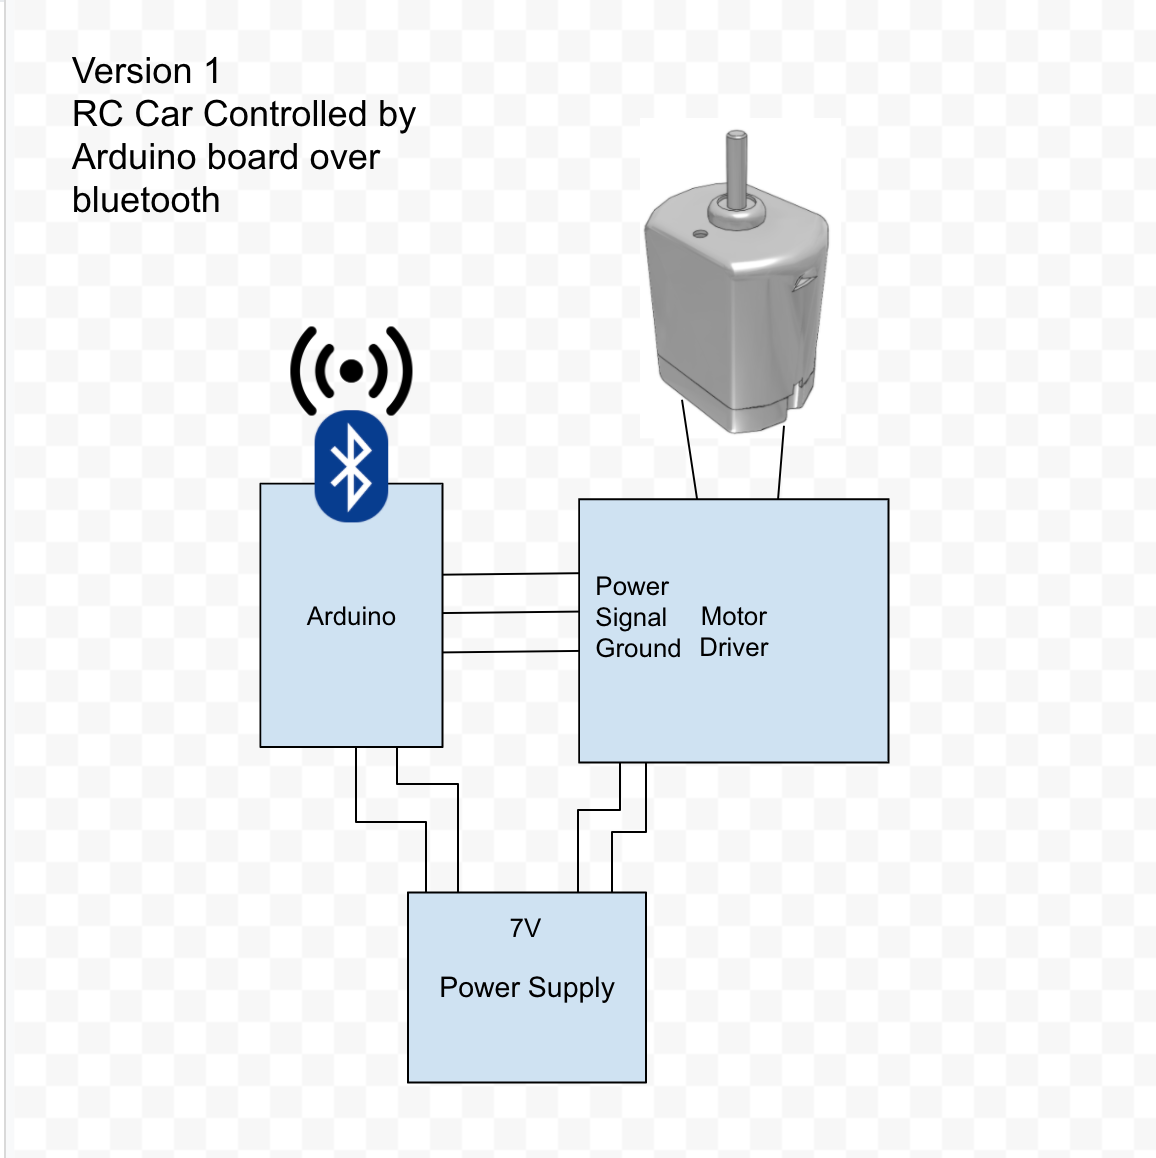 Version 1
RC Car Controlled by
Arduino board over
bluetooth
Arduino
Power
Signal
Ground
Motor
Driver
7V
Power Supply